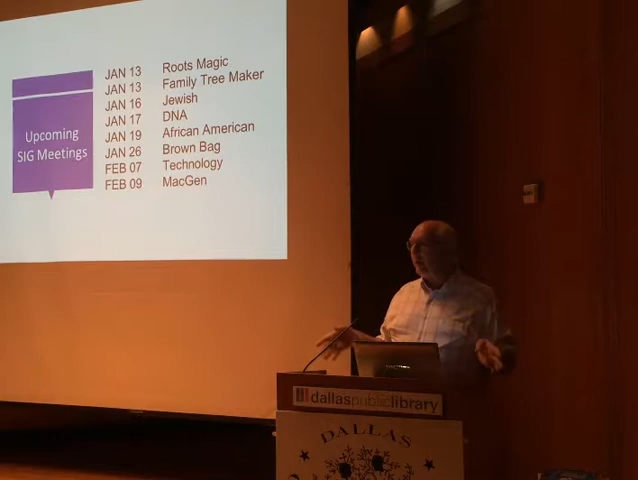 Upcoming
SIG Meetings
JAN 13 Roots Magic
JAN 13 Family Tree Maker
JAN 16 Jewish
JAN 17 DNA
JAN 19 African American
JAN 26 Brown Bag
FEB 07 Technology
FEB 09 MacGen
dallaspubliclibrary
DALLAS